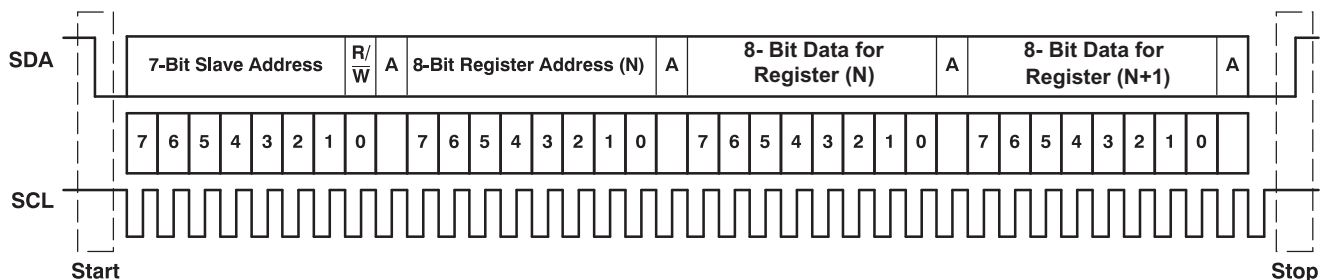 SDA
7-Bit Slave Address
R/
W
A
8-Bit Register Address (N)
A
8- Bit Data for
Register (N)
A
8- Bit Data for
Register (N+1)
A
7 6 5 4 3 2 1 0 7 6 5 4 3 2 1 0 7 6 5 4 3 2 1 0 7 6 5 4 3 2 1 0
SCL
Start
Stop